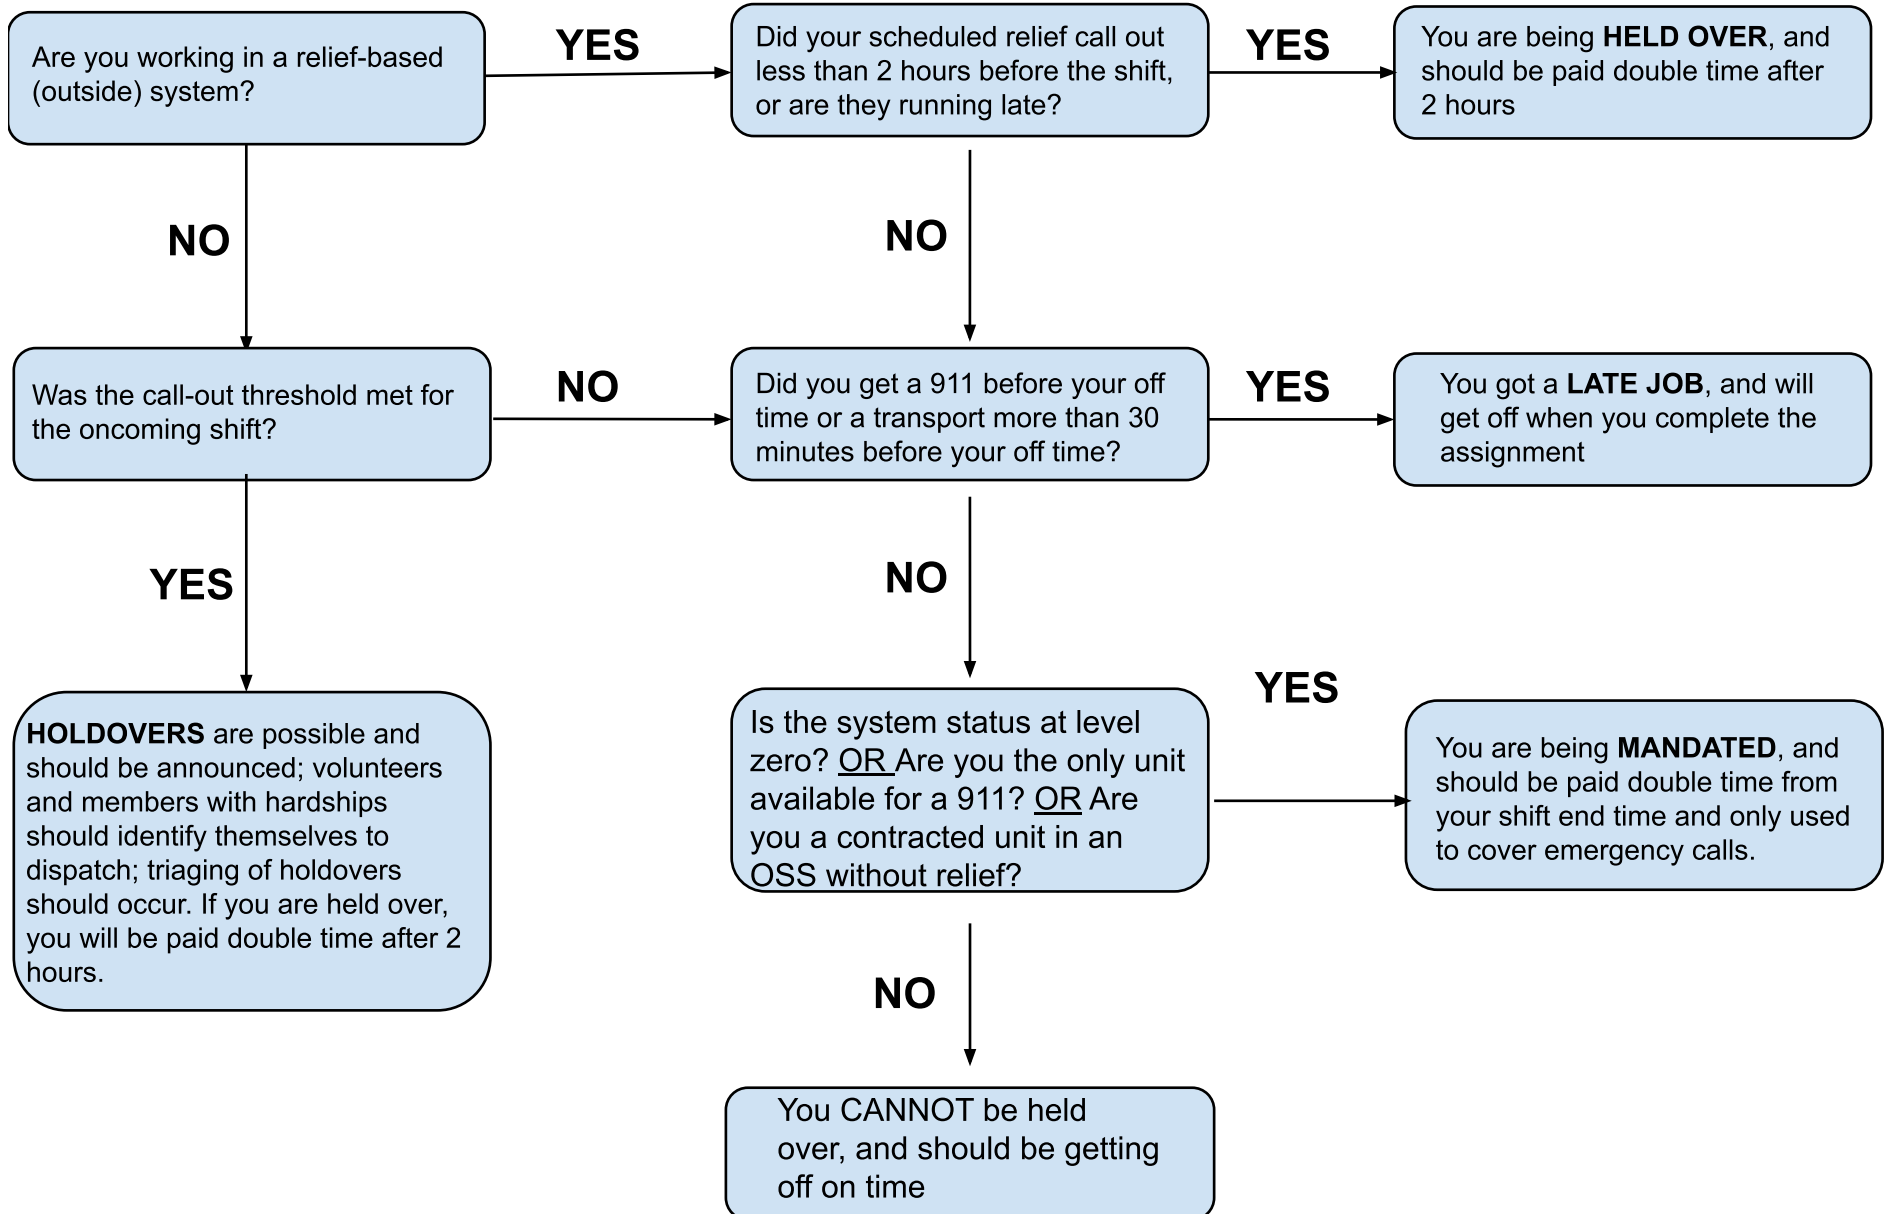 Are you working in a relief-based
(outside) system?
YES
Did your scheduled relief call out
less than 2 hours before the shift,
or are they running late?
YES
You are being HELD OVER, and
should be paid double time after
2 hours
NO
NO
Was the call-out threshold met for
the oncoming shift?
NO
Did you get a 911 before your off
time or a transport more than 30
minutes before your off time?
YES
You got a LATE JOB, and will
get off when you complete the
assignment
YES
NO
HOLDOVERS are possible and
should be announced; volunteers
and members with hardships
should identify themselves to
dispatch; triaging of holdovers
should occur. If you are held over,
you will be paid double time after 2
hours.
Is the system status at level
zero? OR Are you the only unit
available for a 911? OR Are
you a contracted unit in an
OSS without relief?
YES
You are being MANDATED, and
should be paid double time from
your shift end time and only used
to cover emergency calls.
NO
You CANNOT be held
over, and should be getting
off on time